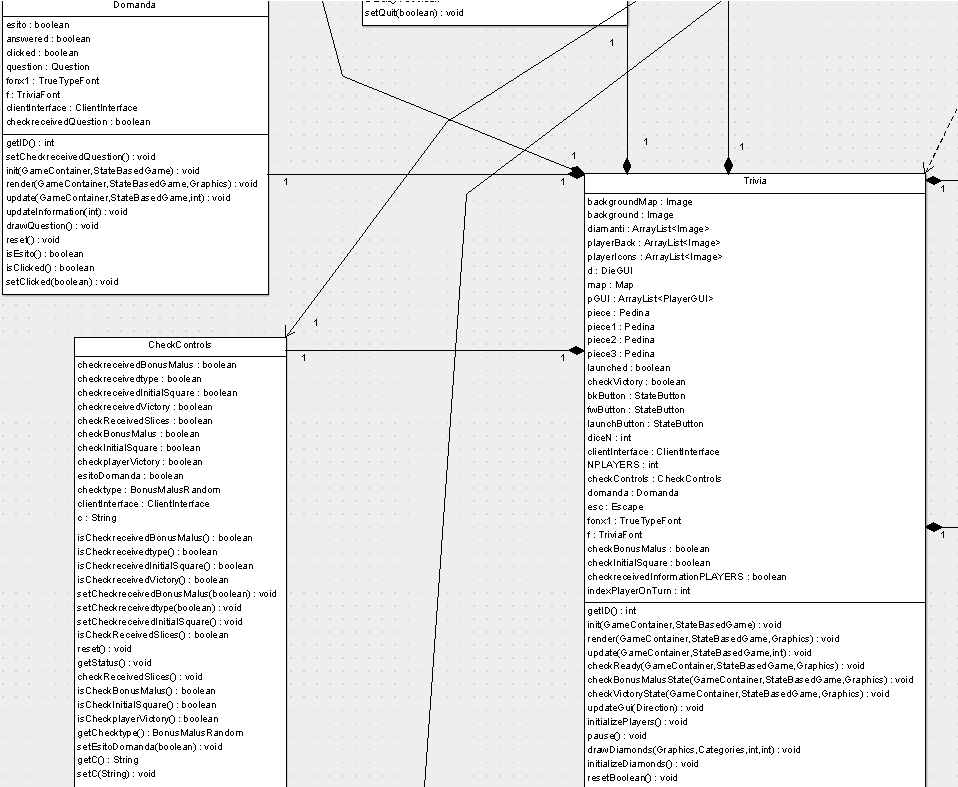 Domanda
esito : boolean
answered : boolean
clicked : boolean
question : Question
fonx1 : TrueTypeFont
f : TriviaFont
clientInterface : ClientInterface
checkreceivedQuestion : boolean
getID() : int
setCheckreceivedQuestion() : void
init(GameContainer,StateBasedGame) : void
render(GameContainer,StateBasedGame,Graphics) : void
update(GameContainer,StateBasedGame,int) : void
updateInformation(int) : void
drawQuestion() : void
reset() : void
isEsito() : boolean
isClicked() : boolean
setClicked(boolean) : void
setQuit(boolean) : void
1
1
1
1
1
1
1
1
1
1
1
CheckControls
checkreceivedBonusMalus : boolean
checkreceivedtype : boolean
checkreceivedInitialSquare : boolean
checkreceivedVictory : boolean
checkReceivedSlices : boolean
checkBonusMalus : boolean
checkInitialSquare : boolean
checkplayerVictory : boolean
esitoDomanda : boolean
checktype : BonusMalusRandom
clientInterface : ClientInterface
c : String
isCheckreceivedBonusMalus() : boolean
isCheckreceivedtype() : boolean
isCheckreceivedInitialSquare() : boolean
isCheckreceivedVictory() : boolean
setCheckreceivedBonusMalus(boolean) : void
setCheckreceivedtype(boolean) : void
setCheckreceivedInitialSquare() : void
isCheckReceivedSlices() : boolean
reset() : void
getStatus() : void
checkReceivedSlices() : void
isCheckBonusMalus() : boolean
isCheckInitialSquare() : boolean
isCheckplayerVictory() : boolean
getChecktype() : BonusMalusRandom
setEsitoDomanda(boolean) : void
getC() : String
setC(String) : void
Trivia
backgroundMap : Image
background : Image
diamanti : ArrayList<Image>
playerBack : ArrayList<Image>
playerIcons : ArrayList<Image>
d : DieGUI
map : Map
pGUI : ArrayList<PlayerGUI>
piece : Pedina
piece1 : Pedina
piece2 : Pedina
piece3 : Pedina
launched : boolean
checkVictory : boolean
bkButton : StateButton
fwButton : StateButton
launchButton : StateButton
diceN : int
clientInterface : ClientInterface
NPLAYERS : int
checkControls : CheckControls
domanda : Domanda
esc : Escape
fonx1 : TrueTypeFont
f : TriviaFont
checkBonusMalus : boolean
checkInitialSquare : boolean
checkreceivedInformationPLAYERS : boolean
indexPlayerOnTurn : int
getID() : int
init(GameContainer,StateBasedGame) : void
render(GameContainer,StateBasedGame,Graphics) : void
update(GameContainer,StateBasedGame,int) : void
checkReady(GameContainer,StateBasedGame,Graphics) : void
checkBonusMalusState(GameContainer,StateBasedGame,Graphics) : void
checkVictoryState(GameContainer,StateBasedGame,Graphics) : void
updateGui(Direction) : void
initializePlayers() : void
pause() : void
drawDiamonds(Graphics,Categories,int,int) : void
initializeDiamonds() : void
resetBoolean() : void